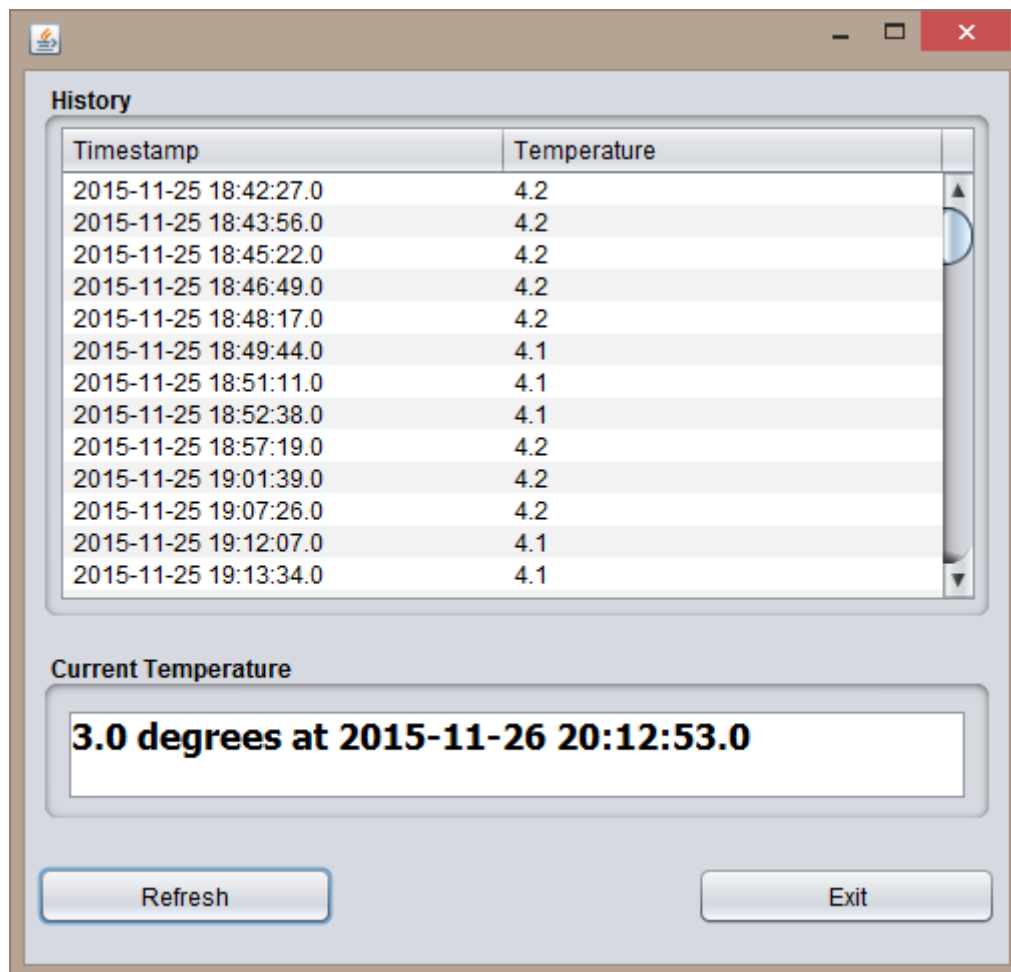 History
Timestamp Temperature
2015-11-25 18:42:27.0 4.2
2015-11-25 18:43:56.0 4.2
2015-11-25 18:45:22.0 4.2
2015-11-25 18:46:49.0 4.2
2015-11-25 18:48:17.0 4.2
2015-11-25 18:49:44.0 4.1
2015-11-25 18:51:11.0 4.1
2015-11-25 18:52:38.0 4.1
2015-11-25 18:57:19.0 4.2
2015-11-25 19:01:39.0 4.2
2015-11-25 19:07:26.0 4.2
2015-11-25 19:12:07.0 4.1
2015-11-25 19:13:34.0 4.1
Current Temperature
3.0 degrees at 2015-11-26 20:12:53.0
Refresh Exit